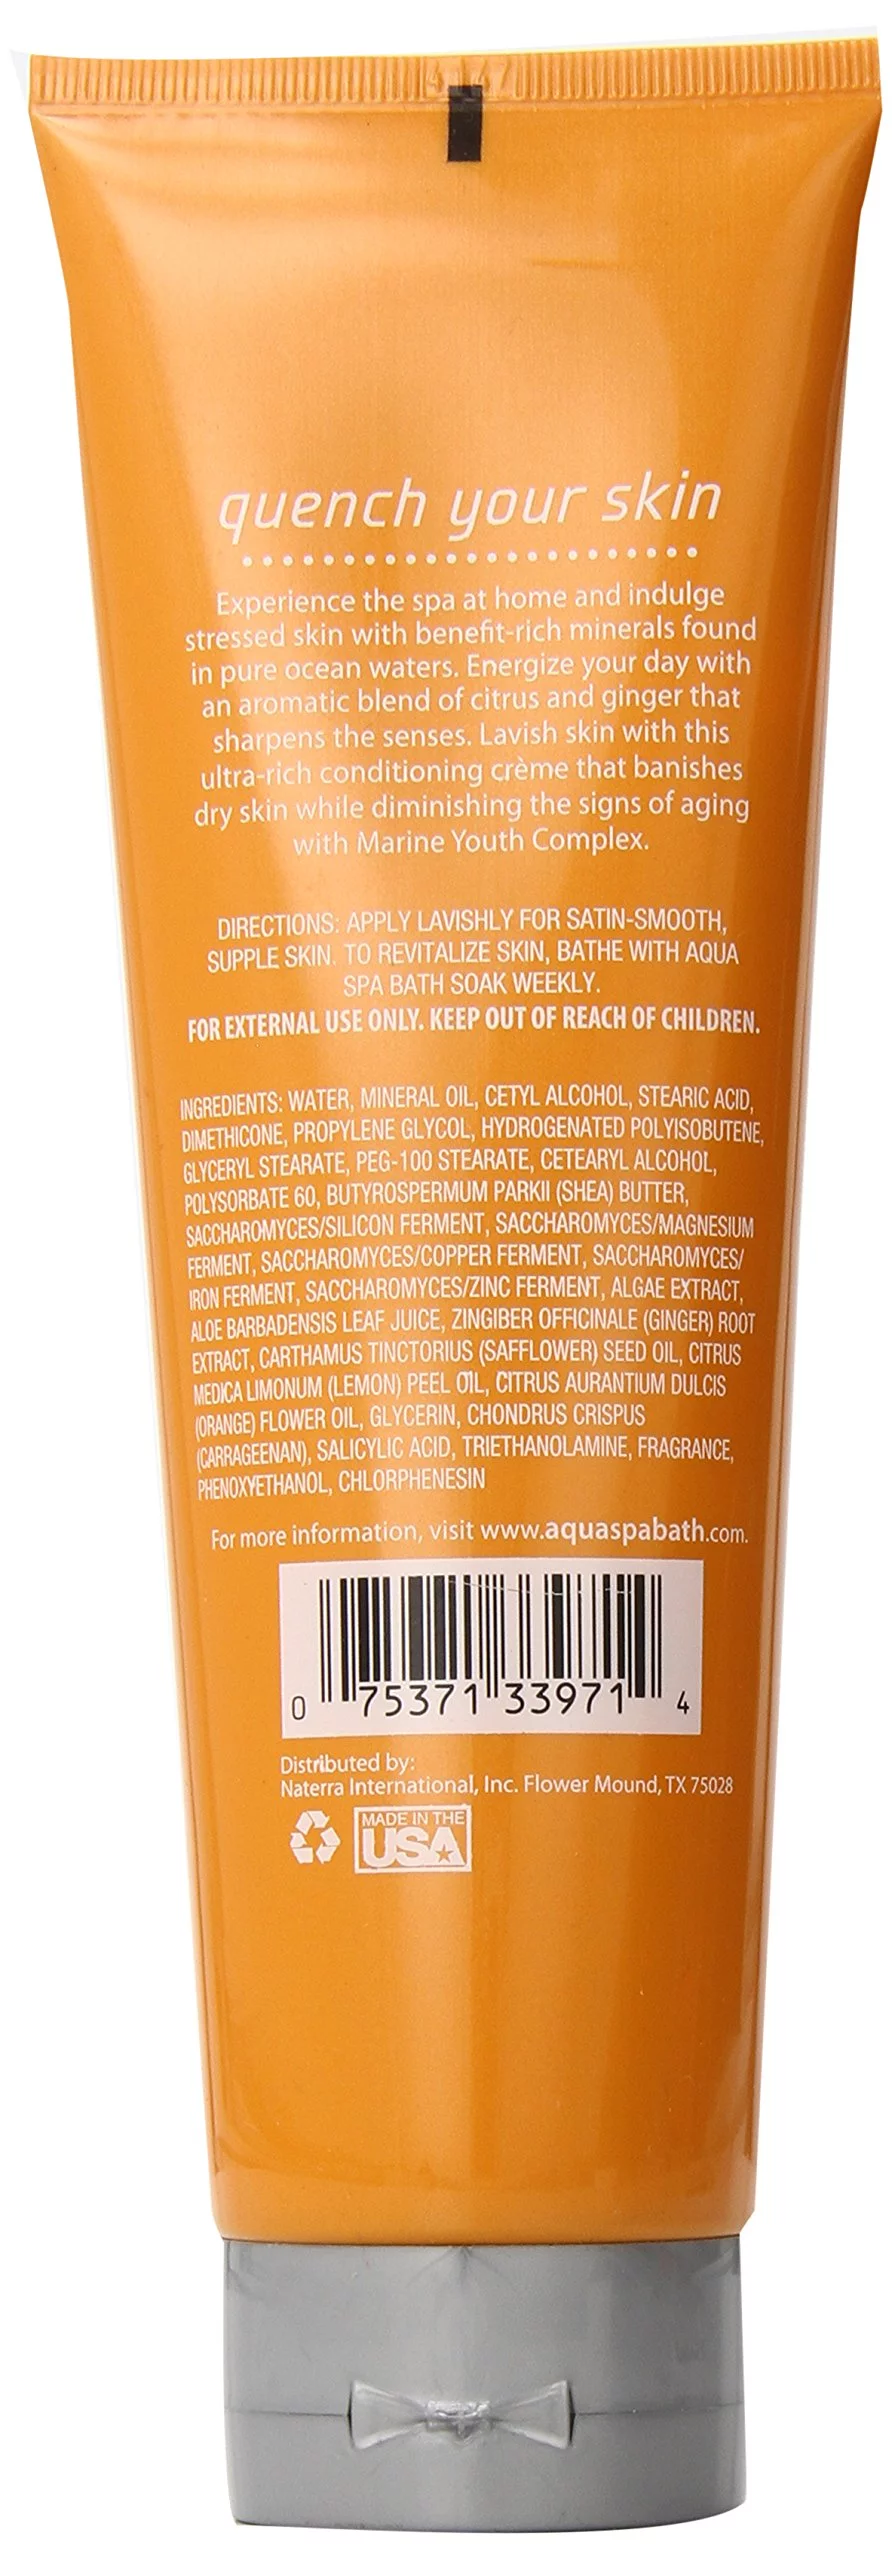 quench your skin
Experience the spa at home and indulge
stressed skin with benefit-rich minerals found
in pure ocean waters. Energize your day with
an aromatic blend of citrus and ginger that
sharpens the senses. Lavish skin with this
ultra-rich conditioning crème that banishes
dry skin while diminishing the signs of aging
with Marine Youth Complex.
DIRECTIONS: APPLY LAVISHLY FOR SATIN-SMOOTH,
SUPPLE SKIN. TO REVITALIZE SKIN, BATHE WITH AQUA
SPA BATH SOAK WEEKLY.
FOR EXTERNAL USE ONLY. KEEP OUT OF REACH OF CHILDREN.
INGREDIENTS: WATER, MINERAL OIL, CETYL ALCOHOL, STEARIC ACID,
DIMETHICONE, PROPYLENE GLYCOL, HYDROGENATED POLYISOBUTENE,
GLYCERYL STEARATE, PEG-100 STEARATE, CETEARYL ALCOHOL,
POLYSORBATE 60, BUTYROSPERMUM PARKII (SHEA) BUTTER,
SACCHAROMYCES/SILICON FERMENT, SACCHAROMYCES/MAGNESIUM
FERMENT, SACCHAROMYCES/COPPER FERMENT, SACCHAROMYCES/
IRON FERMENT, SACCHAROMYCES/ZINC FERMENT, ALGAE EXTRACT,
ALOE BARBADENSIS LEAF JUICE, ZINGIBER OFFICINALE (GINGER) ROOT
EXTRACT, CARTHAMUS TINCTORIUS (SAFFLOWER) SEED OIL, CITRUS
MEDICA LIMONUM (LEMON) PEEL OIL, CITRUS AURANTIUM DULCIS
(ORANGE) FLOWER OIL, GLYCERIN, CHONDRUS CRISPUS
(CARRAGEENAN), SALICYLIC ACID, TRIETHANOLAMINE, FRAGRANCE,
PHENOXYETHANOL, CHLORPHENESIN
For more information, visit www.aquaspabath.com.
0 75371 33971 4
Distributed by:
Naterra International, Inc. Flower Mound, TX 75028
MADE IN THE
USA